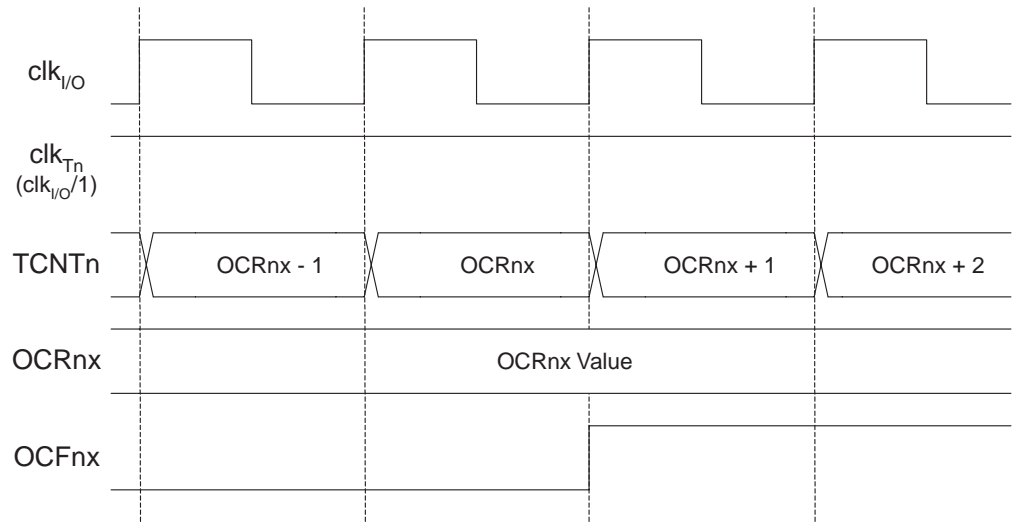 clkI/O
clkTn
(clkI/O/1)
TCNTn OCRnx - 1 OCRnx OCRnx + 1 OCRnx + 2
OCRnx OCRnx Value
OCFnx